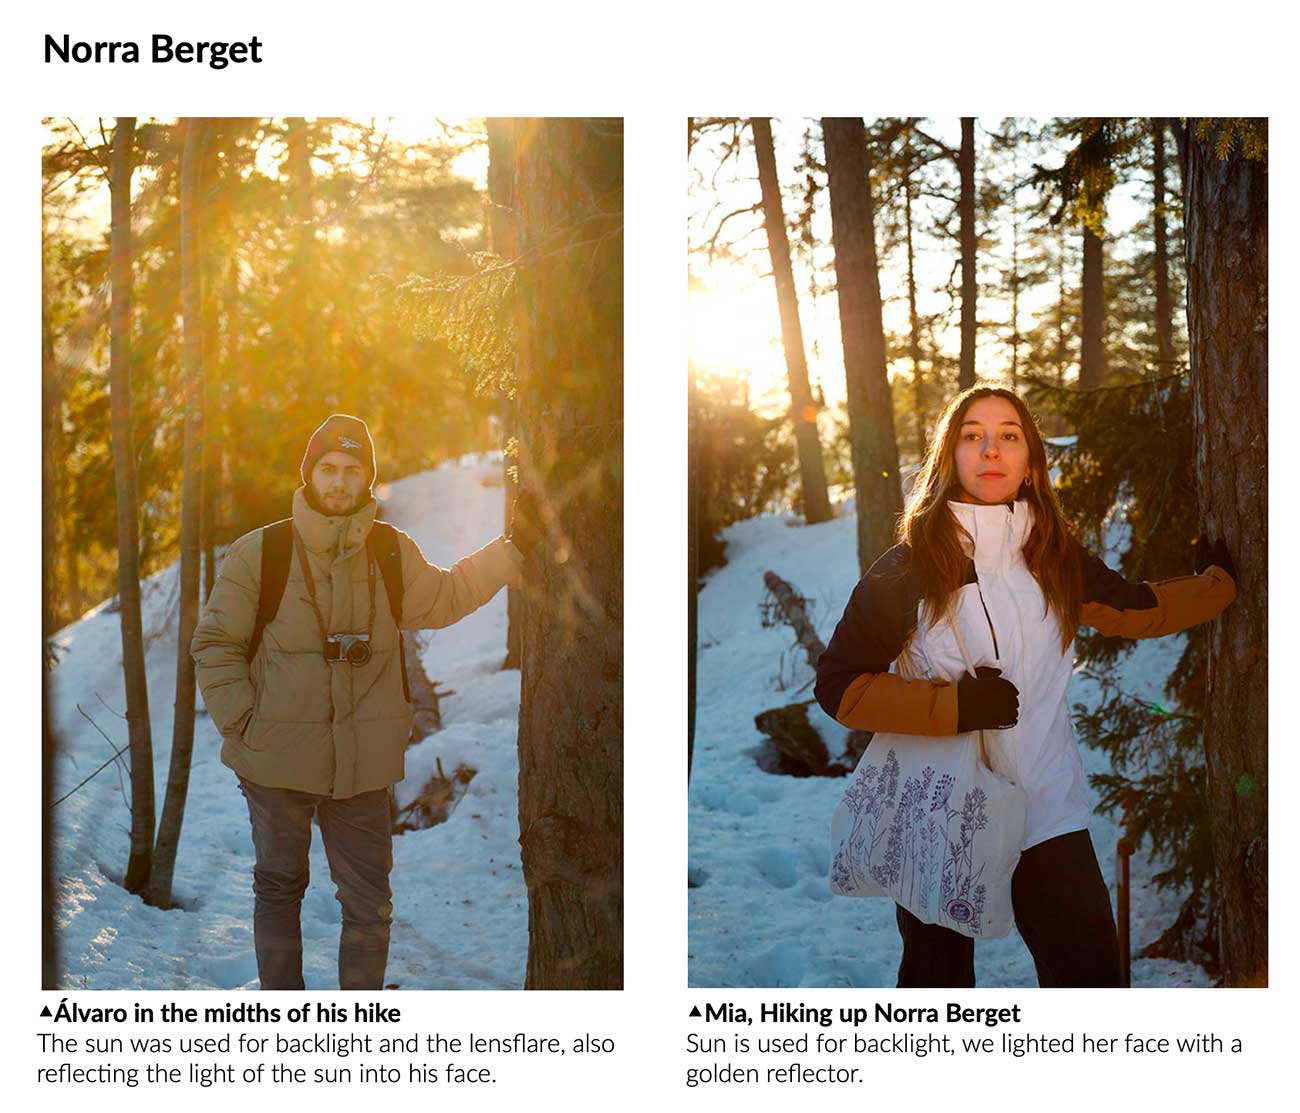 Norra Berget
▲Álvaro in the midths of his hike
The sun was used for backlight and the lensflare, also
reflecting the light of the sun into his face.
▲Mia, Hiking up Norra Berget
Sun is used for backlight, we lighted her face with a
golden reflector.